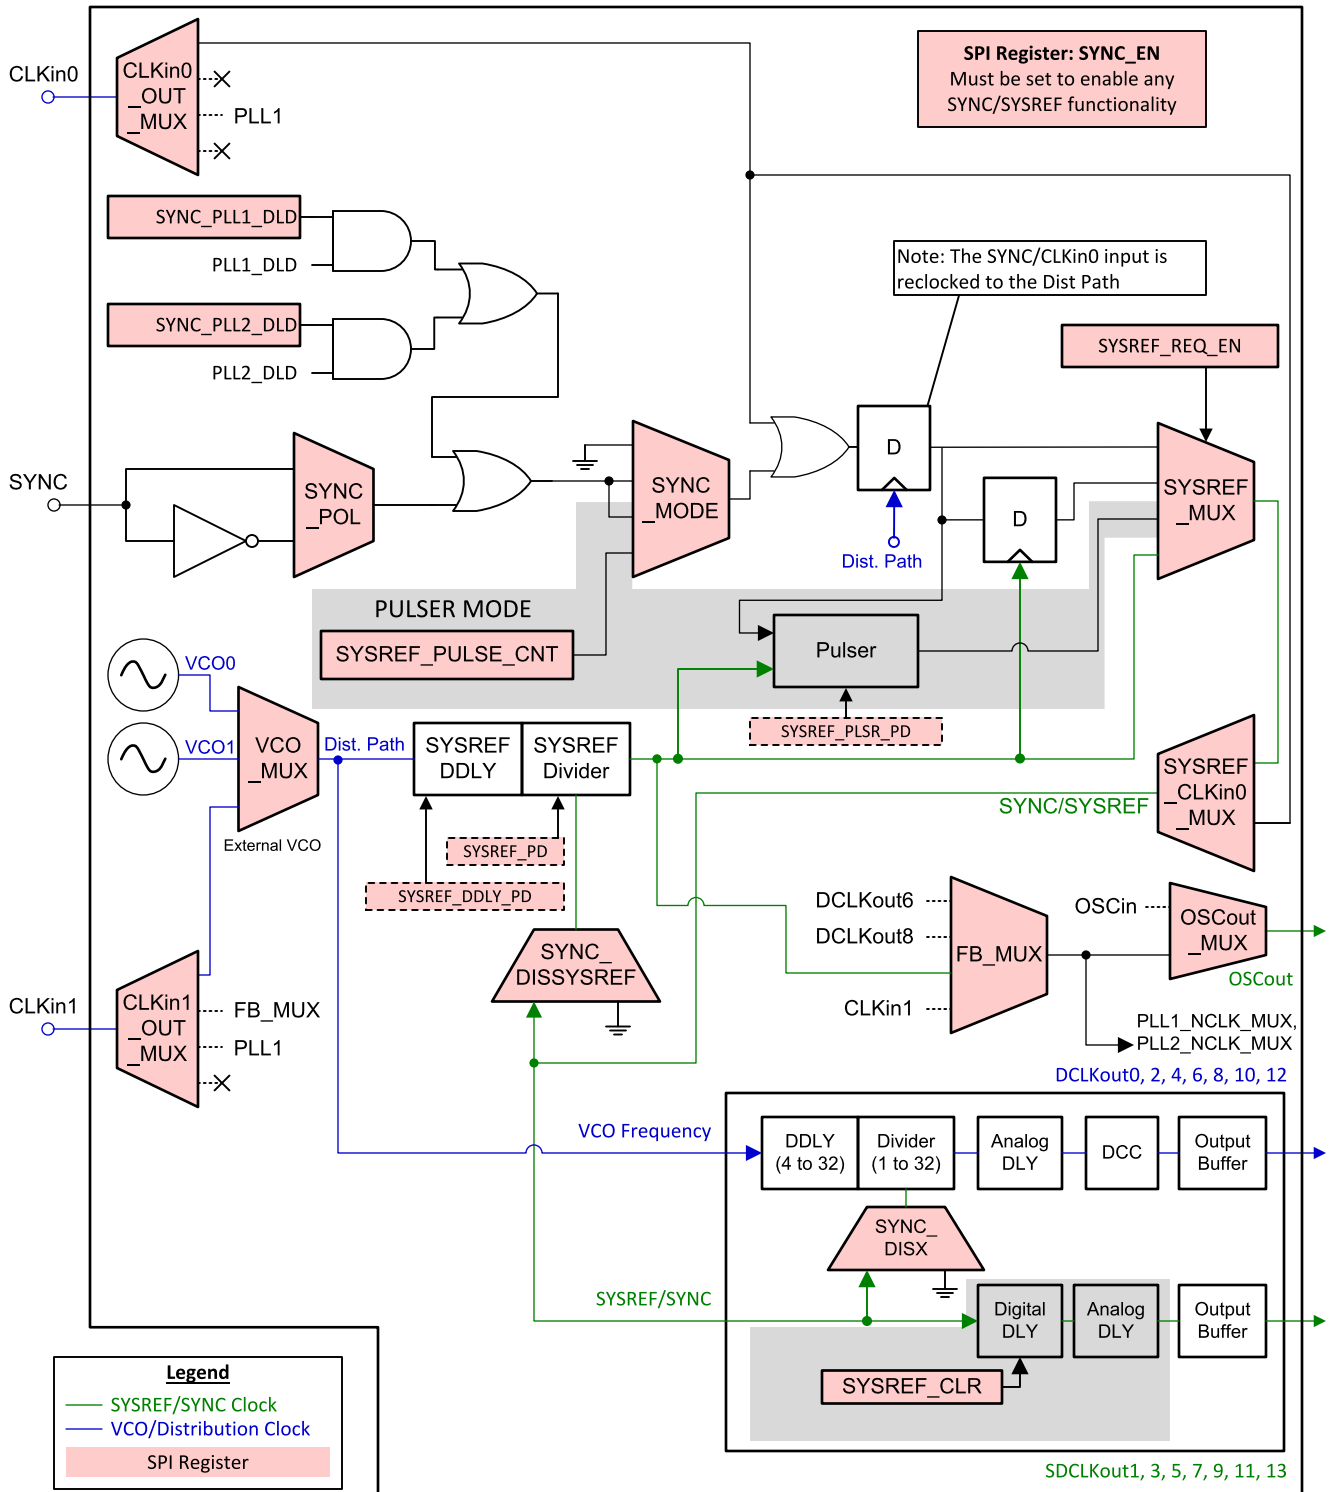 CLKin0
CLKin0
_OUT
_MUX
PLL1
SPI Register: SYNC_EN
Must be set to enable any
SYNC/SYSREF functionality
SYNC_PLL1_DLD
PLL1_DLD
SYNC_PLL2_DLD
PLL2_DLD
Note: The SYNC/CLKin0 input is
reclocked to the Dist Path
SYSREF_REQ_EN
SYNC
SYNC
_POL
SYNC
_MODE
D
Dist. Path
D
SYSREF
_MUX
PULSER MODE
SYSREF_PULSE_CNT
Pulser
SYSREF_PLSR_PD
VCO0
VCO1
VCO
_MUX
External VCO
Dist. Path
SYSREF
DDLY
SYSREF
Divider
SYSREF_PD
SYSREF_DDLY_PD
SYNC/SYSREF
SYSREF
_CLKin0
_MUX
SYNC_
DISSYSREF
DCLKout6
DCLKout8
CLKin1
FB_MUX
OSCin
OSCout
_MUX
OSCout
PLL1_NCLK_MUX,
PLL2_NCLK_MUX
CLKin1
CLKin1
_OUT
_MUX
FB_MUX
PLL1
DCLKout0, 2, 4, 6, 8, 10, 12
VCO Frequency
DDLY
(4 to 32)
Divider
(1 to 32)
Analog
DLY
DCC
Output
Buffer
SYNC_
DISX
SYSREF/SYNC
Digital
DLY
Analog
DLY
Output
Buffer
SYSREF_CLR
SDCLKout1, 3, 5, 7, 9, 11, 13
Legend
SYSREF/SYNC Clock
VCO/Distribution Clock
SPI Register